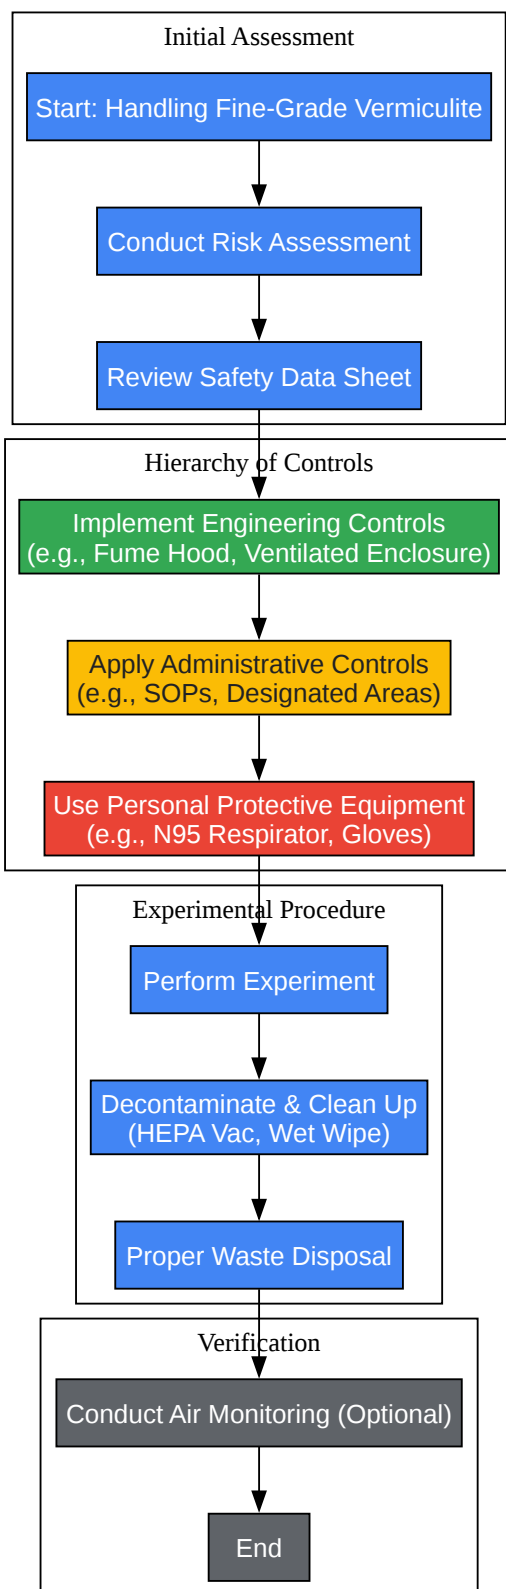 Initial Assessment
Start: Handling Fine-Grade Vermiculite
Conduct Risk Assessment
Review Safety Data Sheet
Hierarchy of Controls
Implement Engineering Controls
(e.g., Fume Hood, Ventilated Enclosure)
Apply Administrative Controls
(e.g., SOPs, Designated Areas)
Use Personal Protective Equipment
(e.g., N95 Respirator, Gloves)
Experimental Procedure
Perform Experiment
Decontaminate & Clean Up
(HEPA Vac, Wet Wipe)
Proper Waste Disposal
Verification
Conduct Air Monitoring (Optional)
End